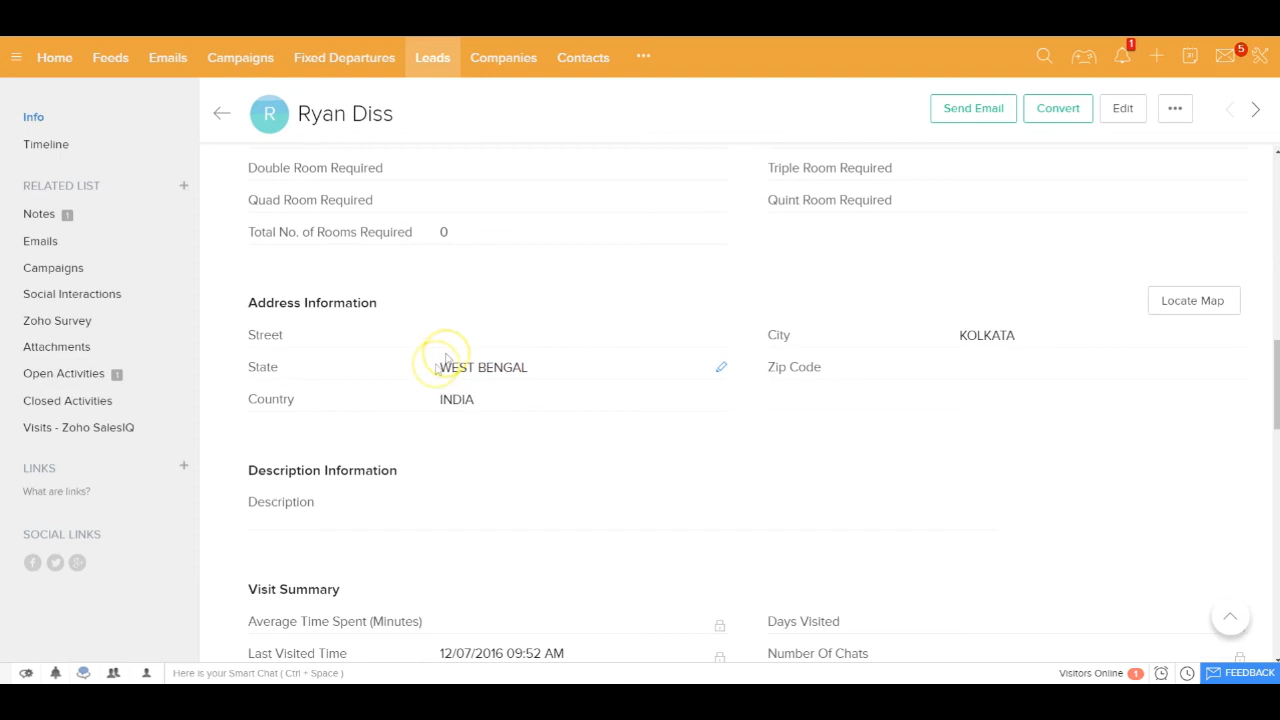 Home Feeds Emails Campaigns Fixed Departures Leads Companies Contacts ••• 1 31 5
Info
Timeline
RELATED LIST +
Notes 1
Emails
Campaigns
Social Interactions
Zoho Survey
Attachments
Open Activities 1
Closed Activities
Visits - Zoho SalesIQ
LINKS +
What are links?
SOCIAL LINKS
R Ryan Diss Send Email Convert Edit •••
Double Room Required Triple Room Required
Quad Room Required Quint Room Required
Total No. of Rooms Required 0
Address Information Locate Map
Street City KOLKATA
State WEST BENGAL Zip Code
Country INDIA
Description Information
Description
Visit Summary
Average Time Spent (Minutes) Days Visited
Last Visited Time 12/07/2016 09:52 AM Number Of Chats
Here is your Smart Chat ( Ctrl + Space ) Visitors Online 1 FEEDBACK